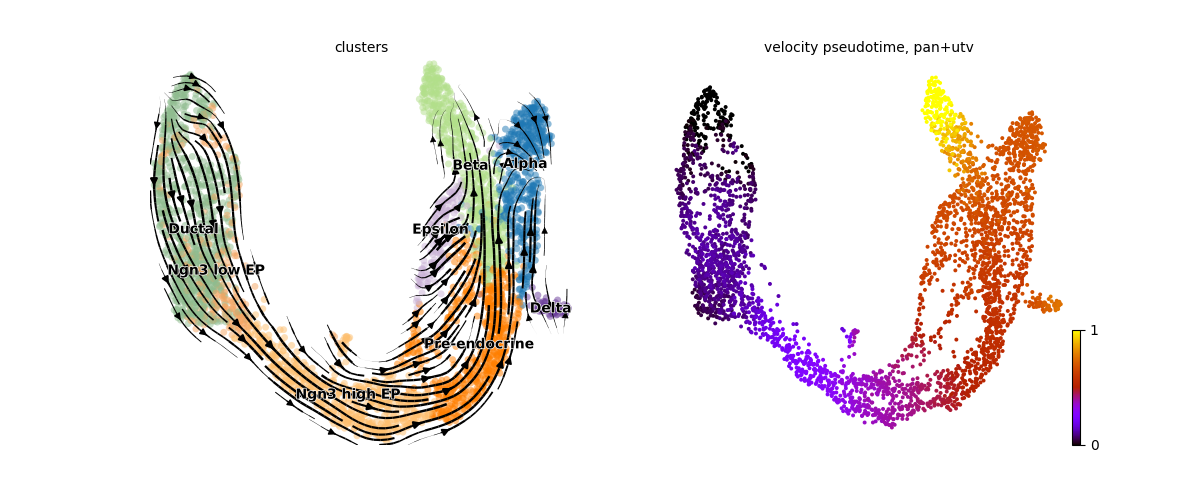 clusters
velocity pseudotime, pan+utv
Beta
Alpha
Ductal
Epsilon
Ngn3 low EP
Delta
Pre-endocrine
Ngn3 high EP
1
0